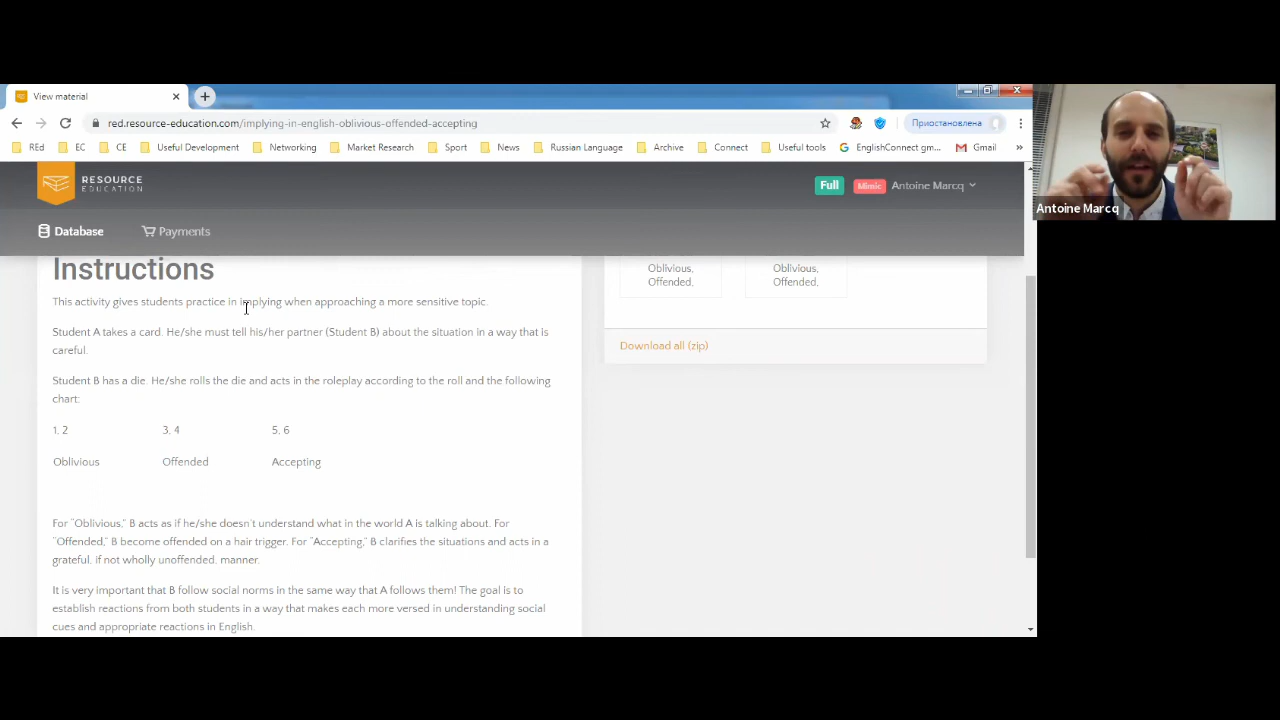 View material
red.resource-education.com/implying-in-english-oblivious-offended-accepting
Приостановлена
REd EC CE Useful Development Networking Market Research Sport News Russian Language Archive Connect Useful tools EnglishConnect gm... Gmail »
RESOURCE
EDUCATION
Full Mimic Antoine Marcq
Database Payments
Instructions
This activity gives students practice in implying when approaching a more sensitive topic.
Student A takes a card. He/she must tell his/her partner (Student B) about the situation in a way that is
careful.
Student B has a die. He/she rolls the die and acts in the roleplay according to the roll and the following
chart:
1, 2 3, 4 5, 6
Oblivious Offended Accepting
For "Oblivious," B acts as if he/she doesn't understand what in the world A is talking about. For
"Offended," B become offended on a hair trigger. For "Accepting," B clarifies the situations and acts in a
grateful, if not wholly unoffended, manner.
It is very important that B follow social norms in the same way that A follows them! The goal is to
establish reactions from both students in a way that makes each more versed in understanding social
cues and appropriate reactions in English.
Oblivious, Oblivious,
Offended, Offended,
Download all (zip)
Antoine Marcq